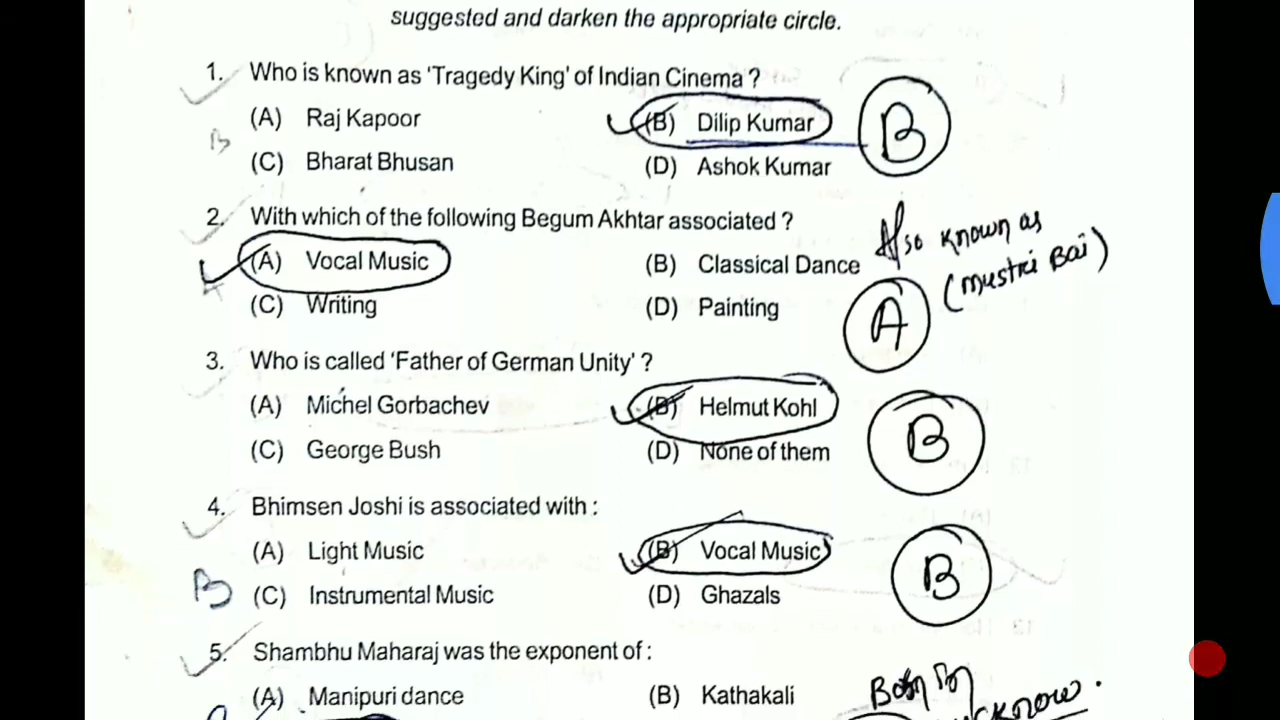 suggested and darken the appropriate circle.
1. Who is known as 'Tragedy King' of Indian Cinema ?
(A) Raj Kapoor (B) Dilip Kumar B
B
(C) Bharat Bhusan (D) Ashok Kumar
2. With which of the following Begum Akhtar associated ?
Also known as
(A) Vocal Music (B) Classical Dance
(mustri Bai)
A
(C) Writing (D) Painting A
3. Who is called 'Father of German Unity' ?
(A) Michel Gorbachev (B) Helmut Kohl B
(C) George Bush (D) None of them
4. Bhimsen Joshi is associated with :
(A) Light Music (B) Vocal Music B
B
(C) Instrumental Music (D) Ghazals
5. Shambhu Maharaj was the exponent of :
(A) Manipuri dance (B) Kathakali